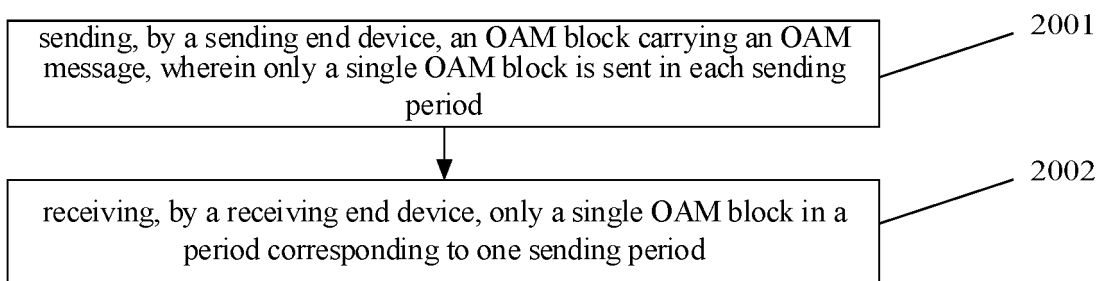 2001
sending, by a sending end device, an OAM block carrying an OAM
message, wherein only a single OAM block is sent in each sending
period
2002
receiving, by a receiving end device, only a single OAM block in a
period corresponding to one sending period